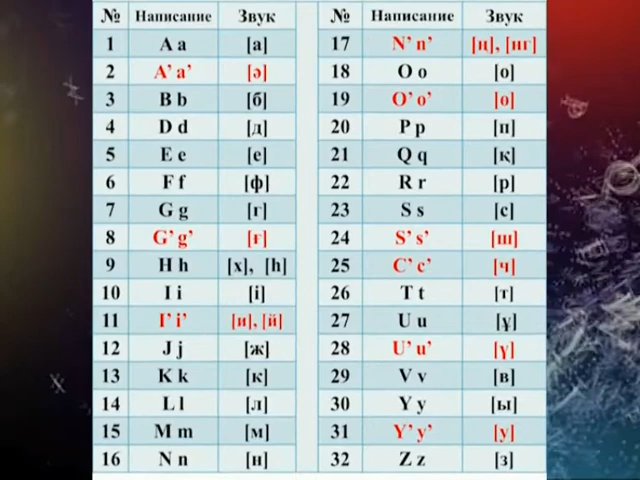 № Написание Звук № Написание Звук
1 A a [а] 17 N’ n’ [ң], [нг]
2 A’ a’ [ə] 18 O o [о]
3 B b [б] 19 O’ o’ [ө]
4 D d [д] 20 P p [п]
5 E e [е] 21 Q q [к]
6 F f [ф] 22 R r [р]
7 G g [г] 23 S s [с]
8 G’ g’ [ғ] 24 S’ s’ [ш]
9 H h [х], [h] 25 C’ c’ [ч]
10 I i [і] 26 T t [т]
11 I’ i’ [и], [й] 27 U u [ұ]
12 J j [ж] 28 U’ u’ [ү]
13 K k [к] 29 V v [в]
14 L l [л] 30 Y y [ы]
15 M m [м] 31 Y’ y’ [у]
16 N n [н] 32 Z z [з]